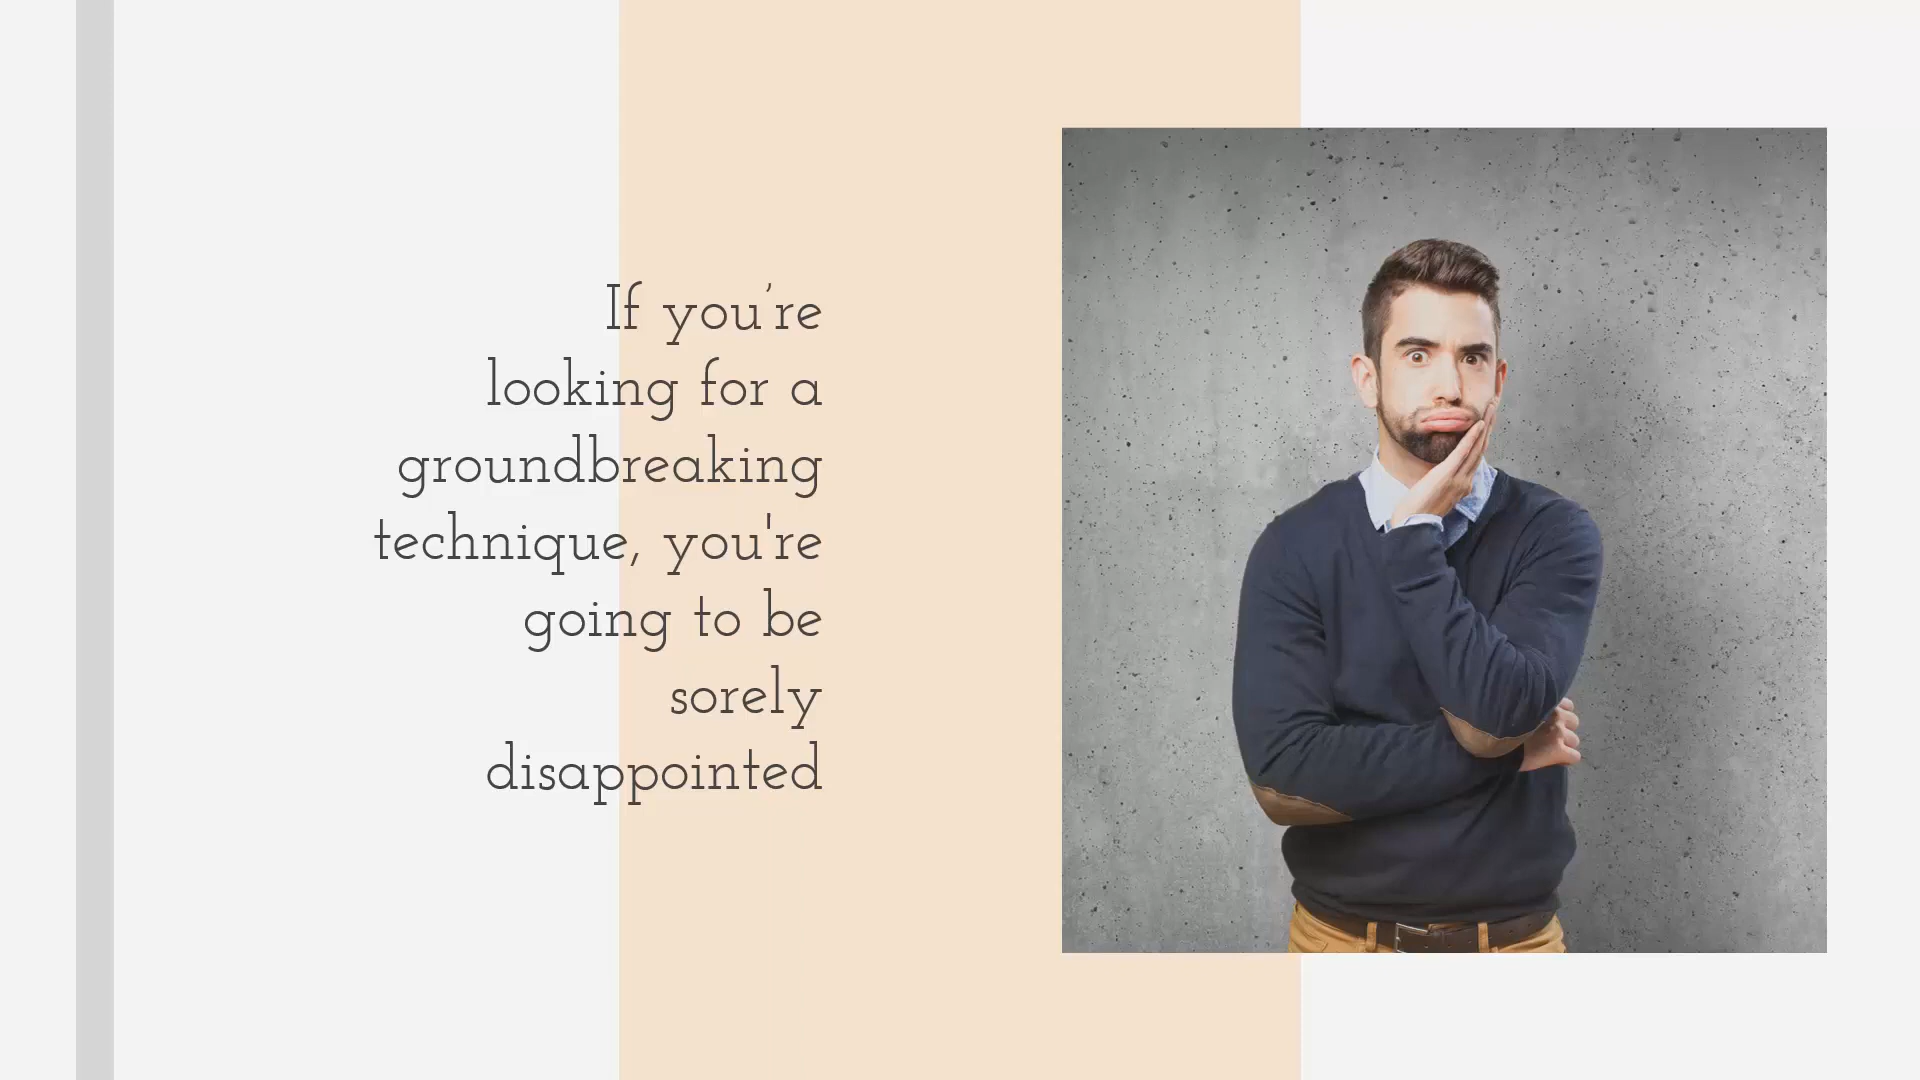 If you’re
looking for a
groundbreaking
technique, you're
going to be
sorely
disappointed